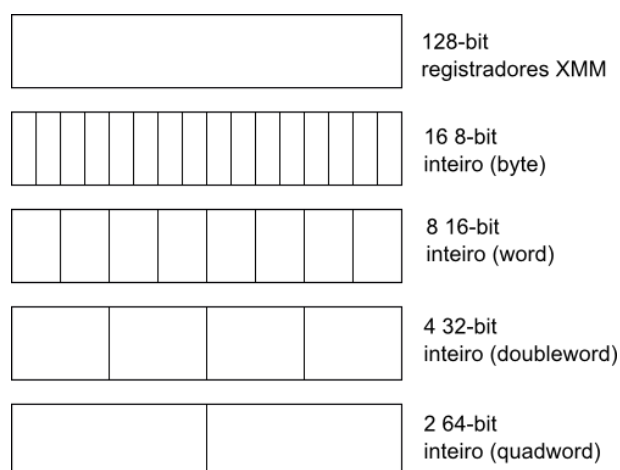 128-bit
registradores XMM
16 8-bit
inteiro (byte)
8 16-bit
inteiro (word)
4 32-bit
inteiro (doubleword)
2 64-bit
inteiro (quadword)